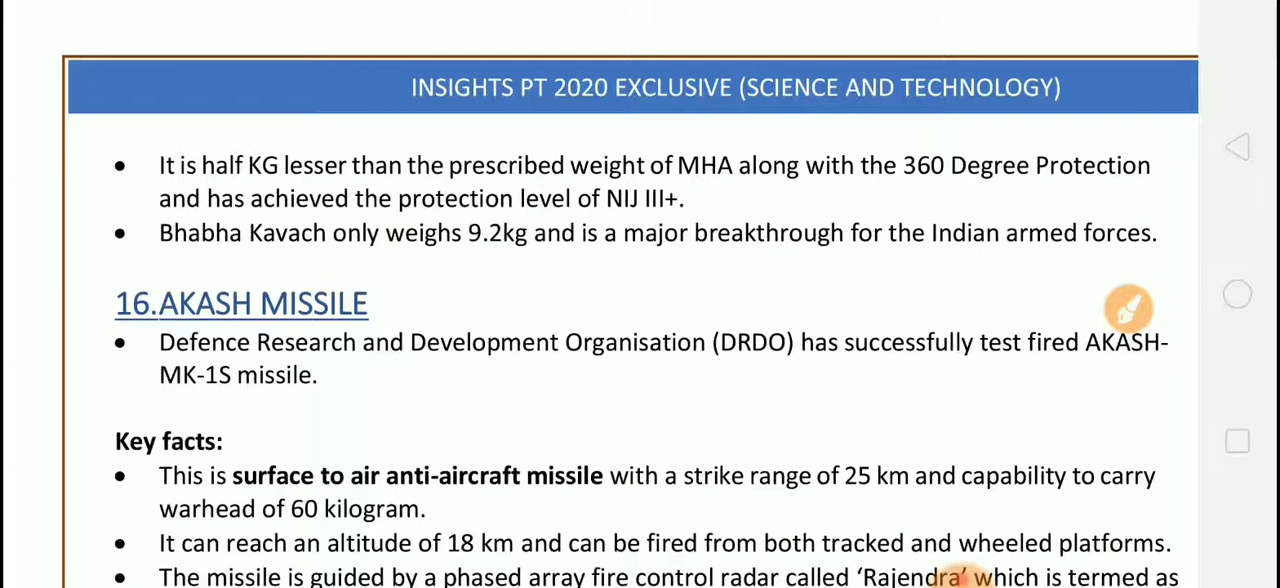 INSIGHTS PT 2020 EXCLUSIVE (SCIENCE AND TECHNOLOGY)
• It is half KG lesser than the prescribed weight of MHA along with the 360 Degree Protection
and has achieved the protection level of NIJ III+.
• Bhabha Kavach only weighs 9.2kg and is a major breakthrough for the Indian armed forces.
16.AKASH MISSILE
• Defence Research and Development Organisation (DRDO) has successfully test fired AKASH-
MK-1S missile.
Key facts:
• This is surface to air anti-aircraft missile with a strike range of 25 km and capability to carry
warhead of 60 kilogram.
• It can reach an altitude of 18 km and can be fired from both tracked and wheeled platforms.
• The missile is guided by a phased array fire control radar called ‘Rajendra’ which is termed as